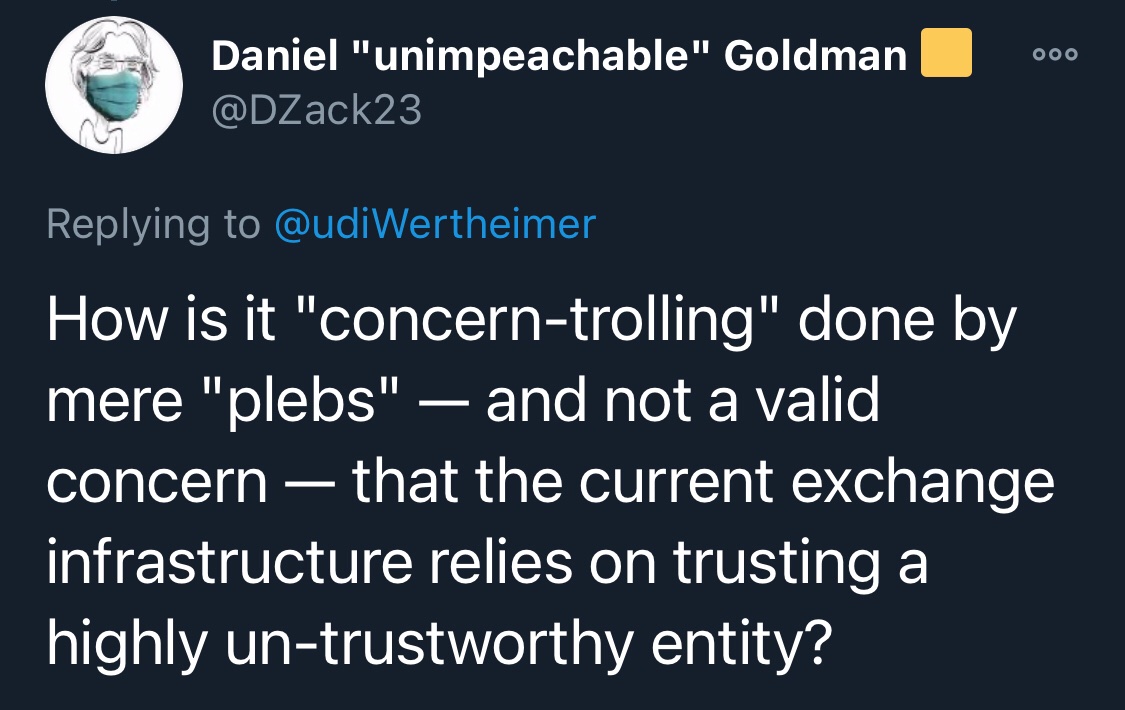 Daniel "unimpeachable" Goldman
@DZack23
Replying to @udiWertheimer
How is it "concern-trolling" done by
mere "plebs" — and not a valid
concern — that the current exchange
infrastructure relies on trusting a
highly un-trustworthy entity?